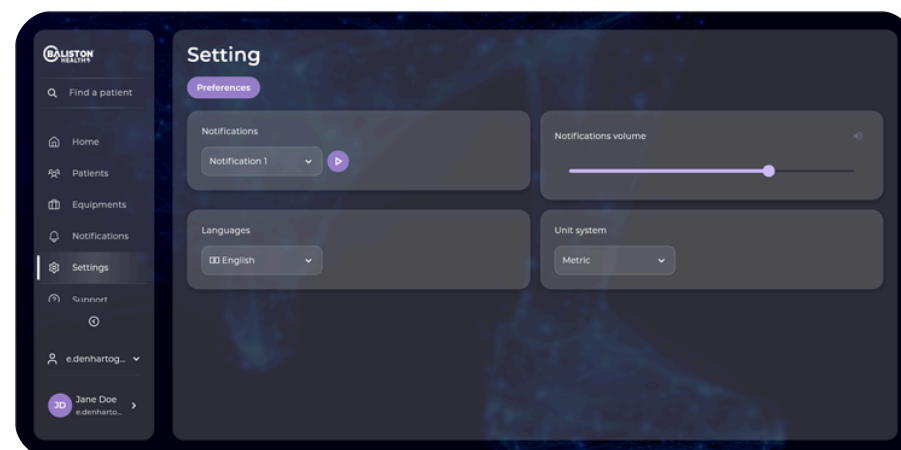 BALISTON
HEALTH
Find a patient
Home
Patients
Equipments
Notifications
Settings
Support
e.denhartog...
JD
Jane Doe
e.denharto...
Setting
Preferences
Notifications
Notification 1
Notifications volume
Languages
English
Unit system
Metric